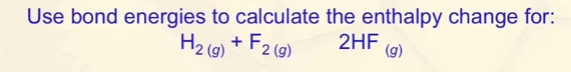 Use bond energies to calculate the enthalpy change for:
H2 (g) + F2 (g) 2HF (g)